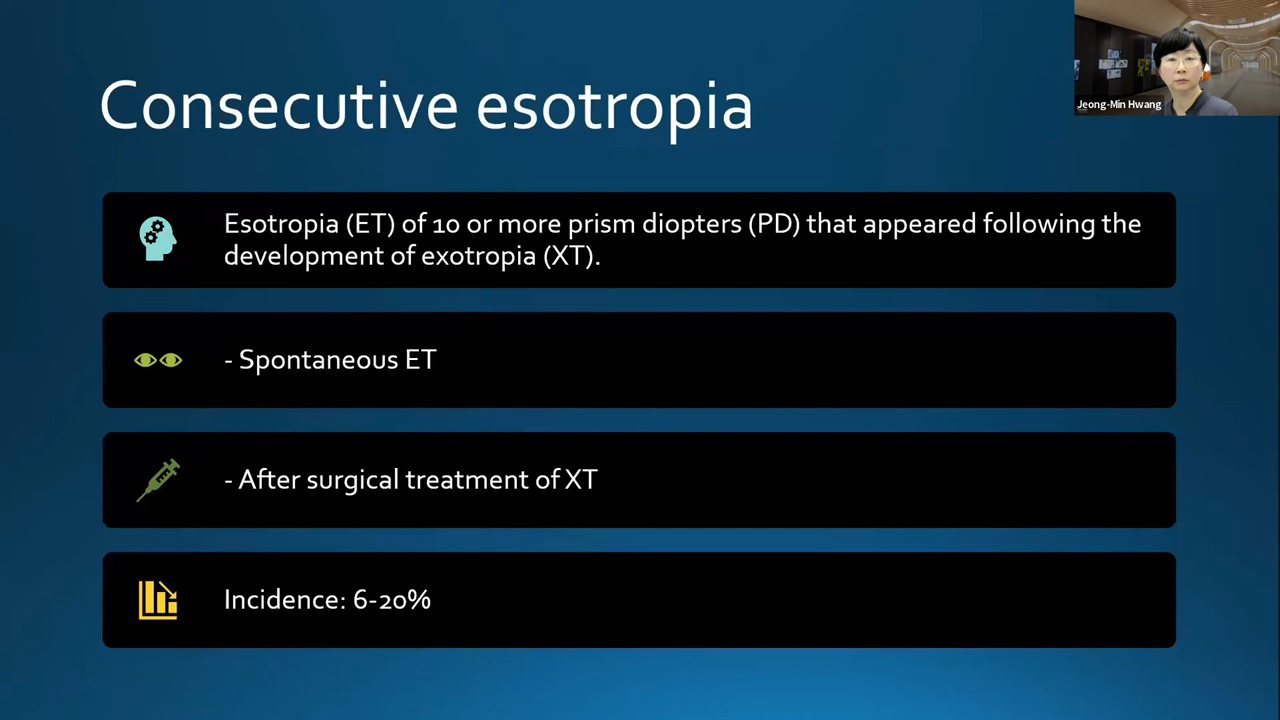 Jeong-Min Hwang
Consecutive esotropia
Esotropia (ET) of 10 or more prism diopters (PD) that appeared following the
development of exotropia (XT).
- Spontaneous ET
- After surgical treatment of XT
Incidence: 6-20%